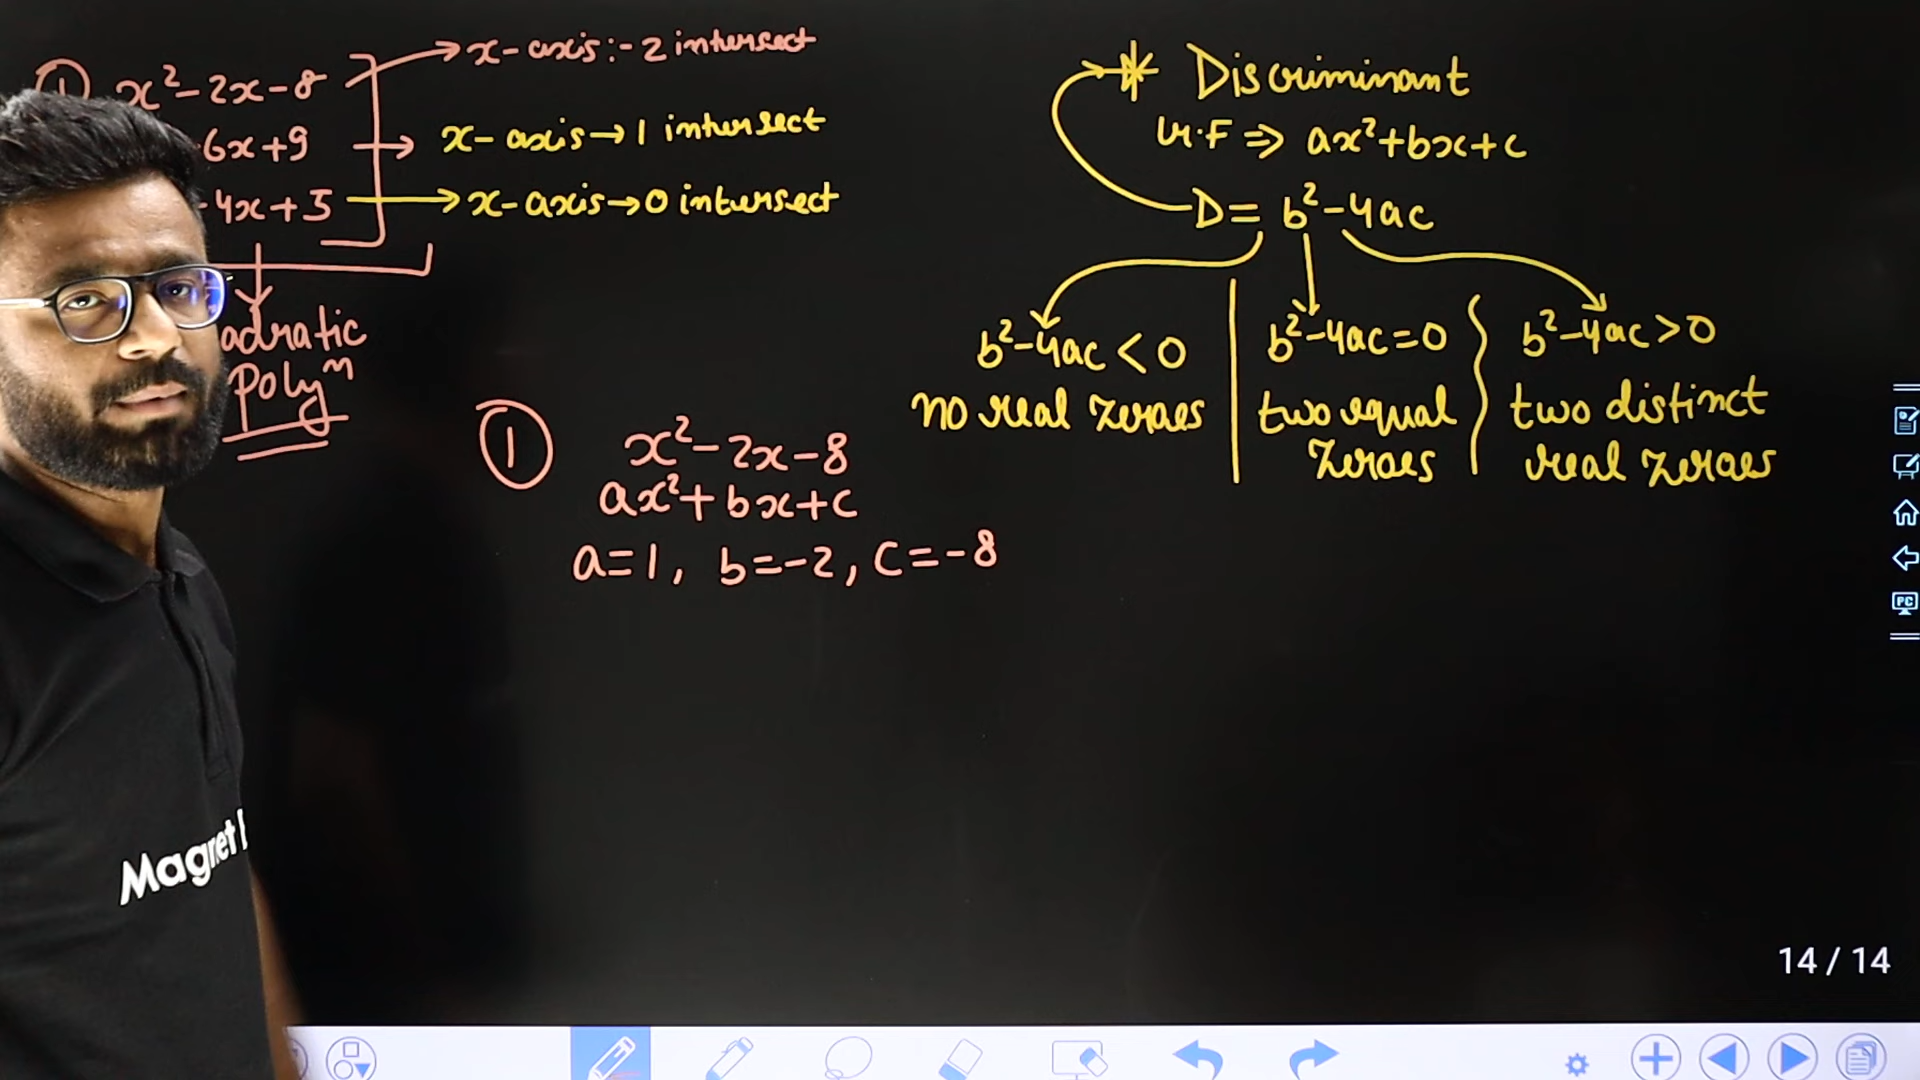 ① x²-2x-8 → x-axis:- 2 intersect
6x+9 → x-axis → 1 intersect
-4x+5 → x-axis → 0 intersect
adratic
polyⁿ
* Discriminant
⇒ ax²+bx+c
D = b²-4ac
b²-4ac < 0
no real zeroes
b²-4ac = 0
two equal
zeroes
b²-4ac > 0
two distinct
real zeroes
① x²-2x-8
ax²+bx+c
a=1, b=-2, c=-8
Magnet
14 / 14
PC